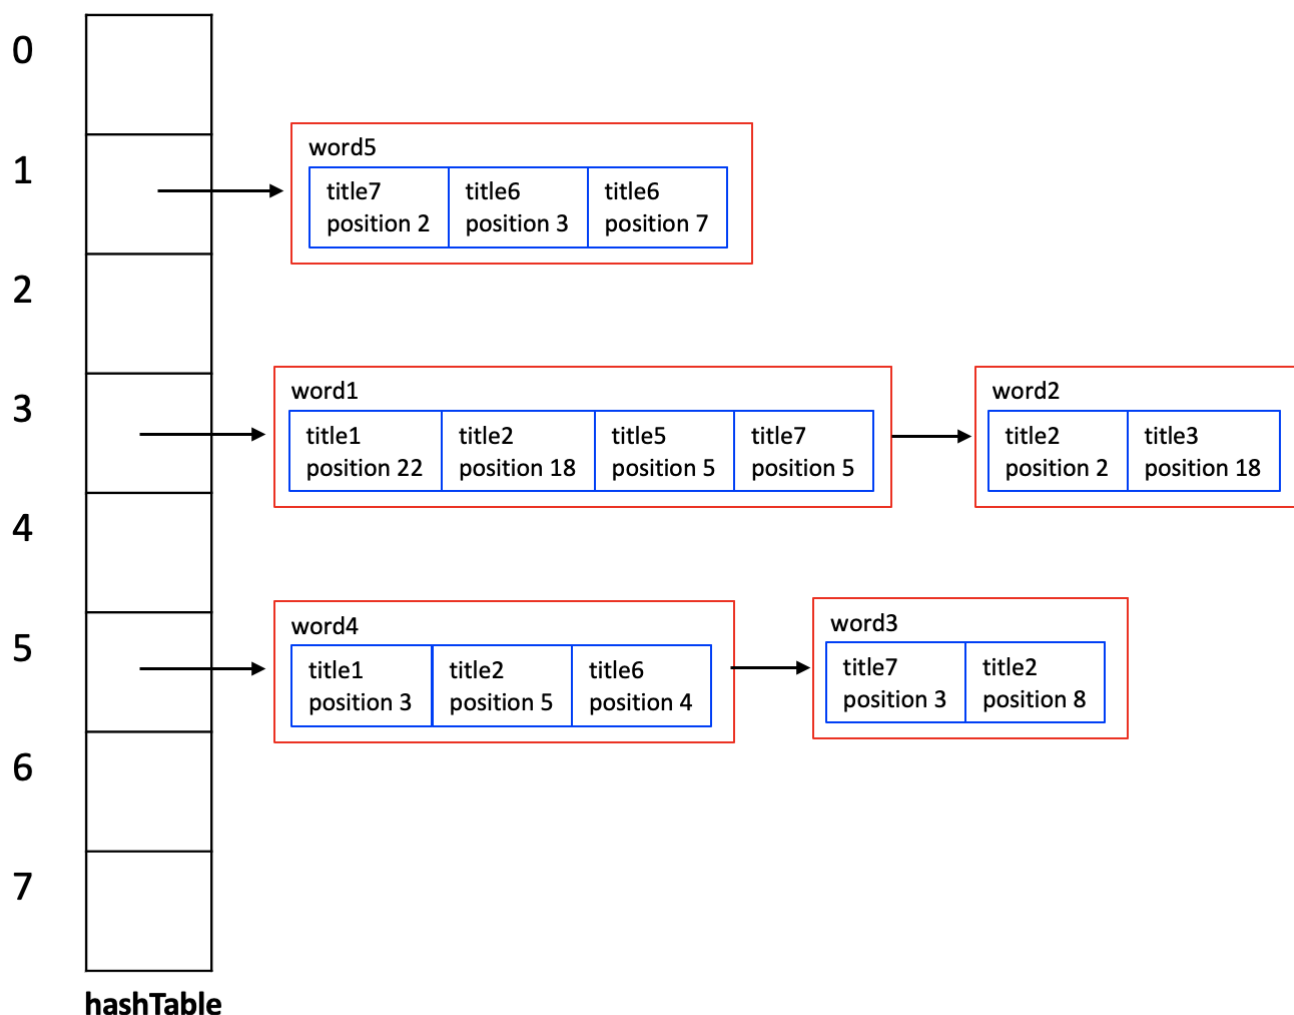 0
1
word5
title7 title6 title6
position 2 position 3 position 7
2
3
word1 word2
title1 title2 title5 title7 title2 title3
position 22 position 18 position 5 position 5 position 2 position 18
4
5
word4 word3
title1 title2 title6 title7 title2
position 3 position 5 position 4 position 3 position 8
6
7
hashTable